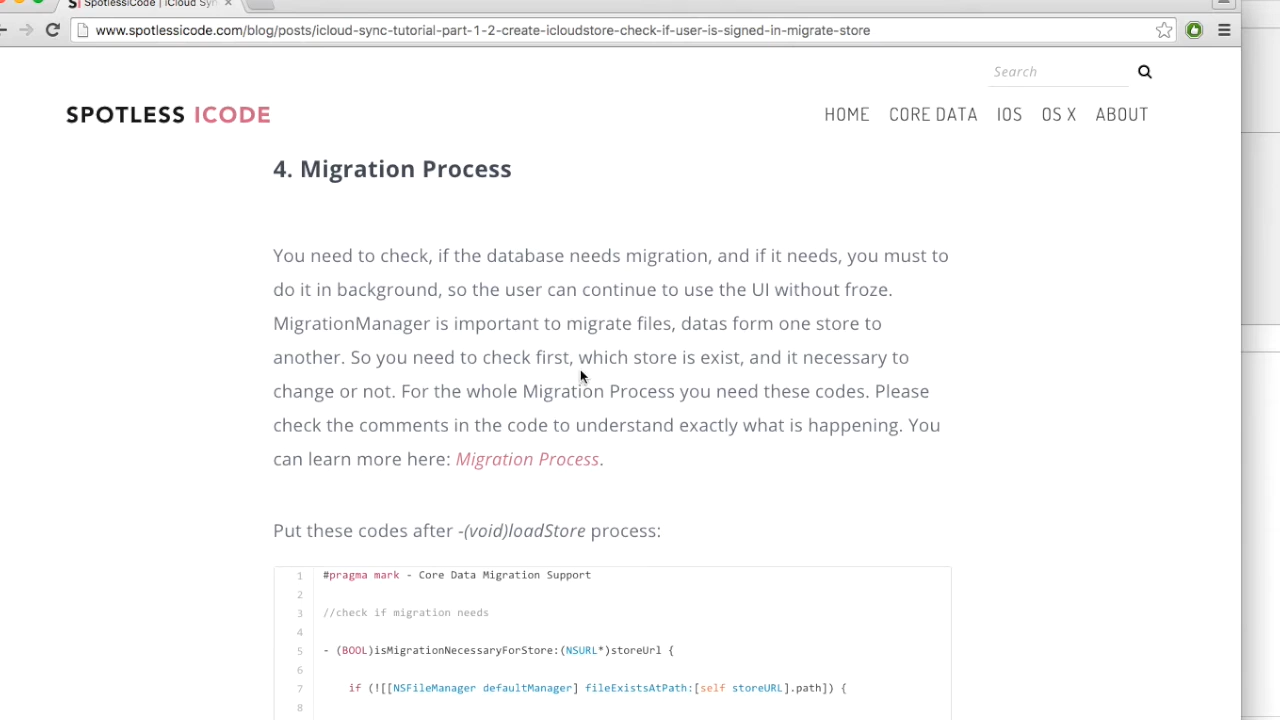 SpotlessiCode | iCloud Syn
www.spotlessicode.com/blog/posts/icloud-sync-tutorial-part-1-2-create-icloudstore-check-if-user-is-signed-in-migrate-store
Search
SPOTLESS ICODE
HOME CORE DATA IOS OS X ABOUT
4. Migration Process
You need to check, if the database needs migration, and if it needs, you must to
do it in background, so the user can continue to use the UI without froze.
MigrationManager is important to migrate files, datas form one store to
another. So you need to check first, which store is exist, and it necessary to
change or not. For the whole Migration Process you need these codes. Please
check the comments in the code to understand exactly what is happening. You
can learn more here: Migration Process.
Put these codes after -(void)loadStore process:
1 #pragma mark - Core Data Migration Support
2
3 //check if migration needs
4
5 - (BOOL)isMigrationNecessaryForStore:(NSURL*)storeUrl {
6
7 if (![[NSFileManager defaultManager] fileExistsAtPath:[self storeURL].path]) {
8